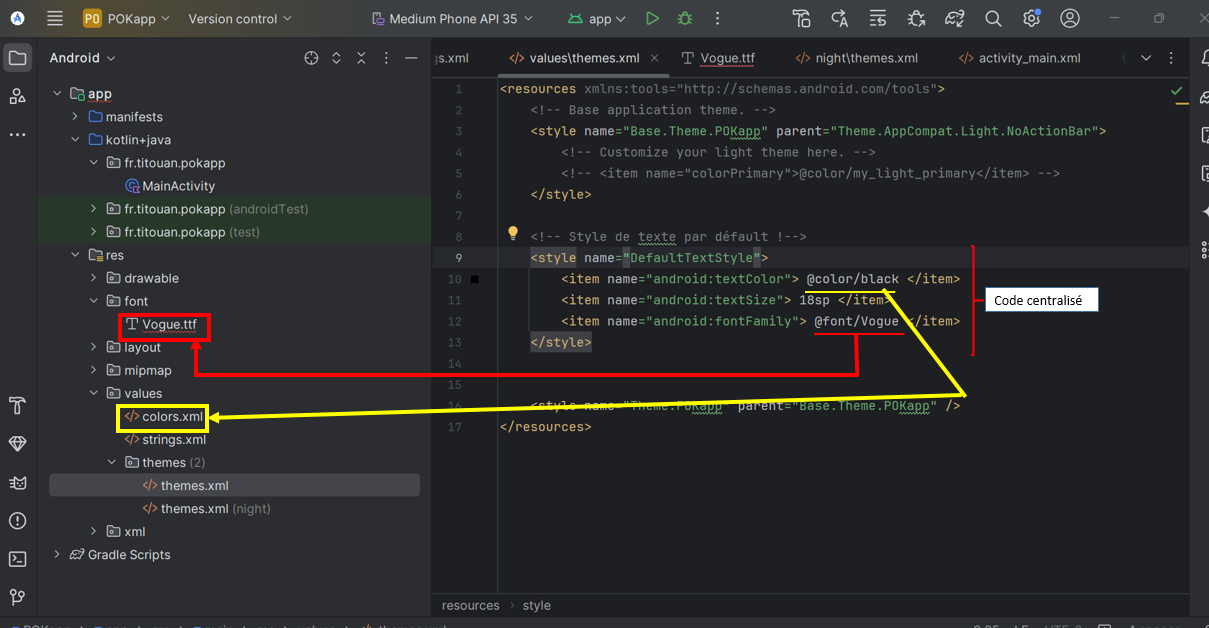 PO POKapp Version control Medium Phone API 35 app
Android
app
manifests
kotlin+java
fr.titouan.pokapp
MainActivity
fr.titouan.pokapp (androidTest)
fr.titouan.pokapp (test)
res
drawable
font
Vogue.ttf
layout
mipmap
values
colors.xml
strings.xml
themes (2)
themes.xml
themes.xml (night)
xml
Gradle Scripts
gs.xml values\themes.xml Vogue.ttf night\themes.xml activity_main.xml
1 <resources xmlns:tools="http://schemas.android.com/tools">
2 <!-- Base application theme. -->
3 <style name="Base.Theme.POKapp" parent="Theme.AppCompat.Light.NoActionBar">
4 <!-- Customize your light theme here. -->
5 <!-- <item name="colorPrimary">@color/my_light_primary</item> -->
6 </style>
7
8 <!-- Style de texte par défault !-->
9 <style name="DefaultTextStyle">
10 <item name="android:textColor"> @color/black </item>
11 <item name="android:textSize"> 18sp </item>
12 <item name="android:fontFamily"> @font/Vogue </item>
13 </style>
14
15
16 <style name="Theme.POKapp" parent="Base.Theme.POKapp" />
17 </resources>
Code centralisé
resources › style